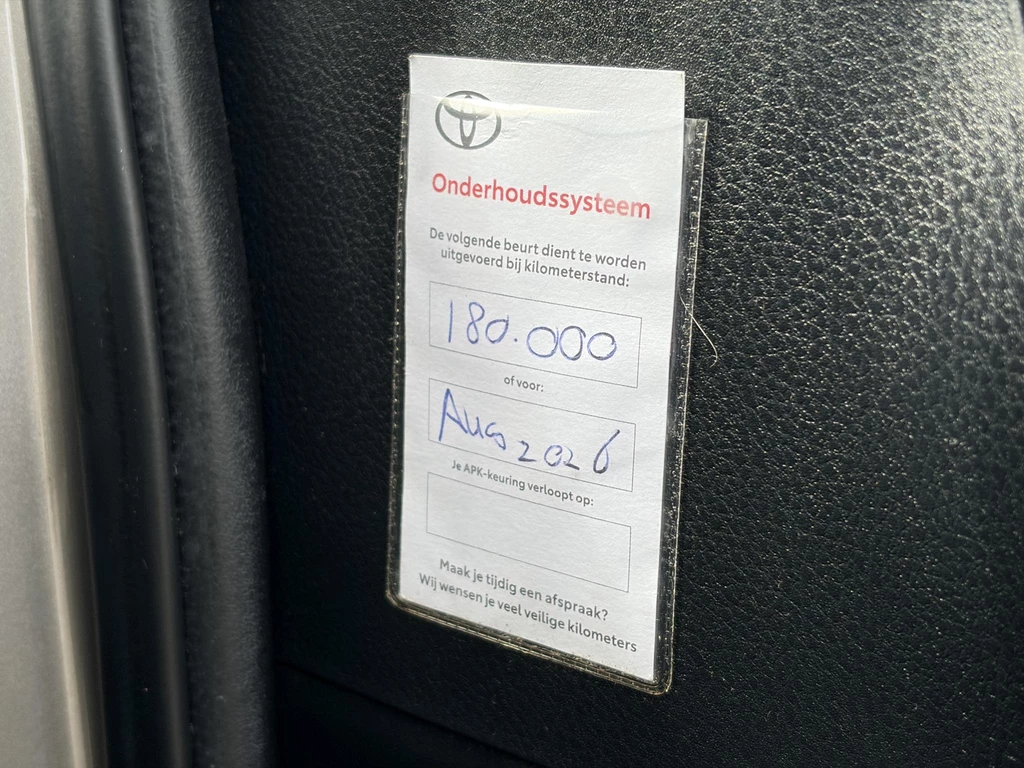 Onderhoudssysteem
De volgende beurt dient te worden
uitgevoerd bij kilometerstand:
180.000
of voor:
Aug 2026
Je APK-keuring verloopt op:
Maak je tijdig een afspraak?
Wij wensen je veel veilige kilometers